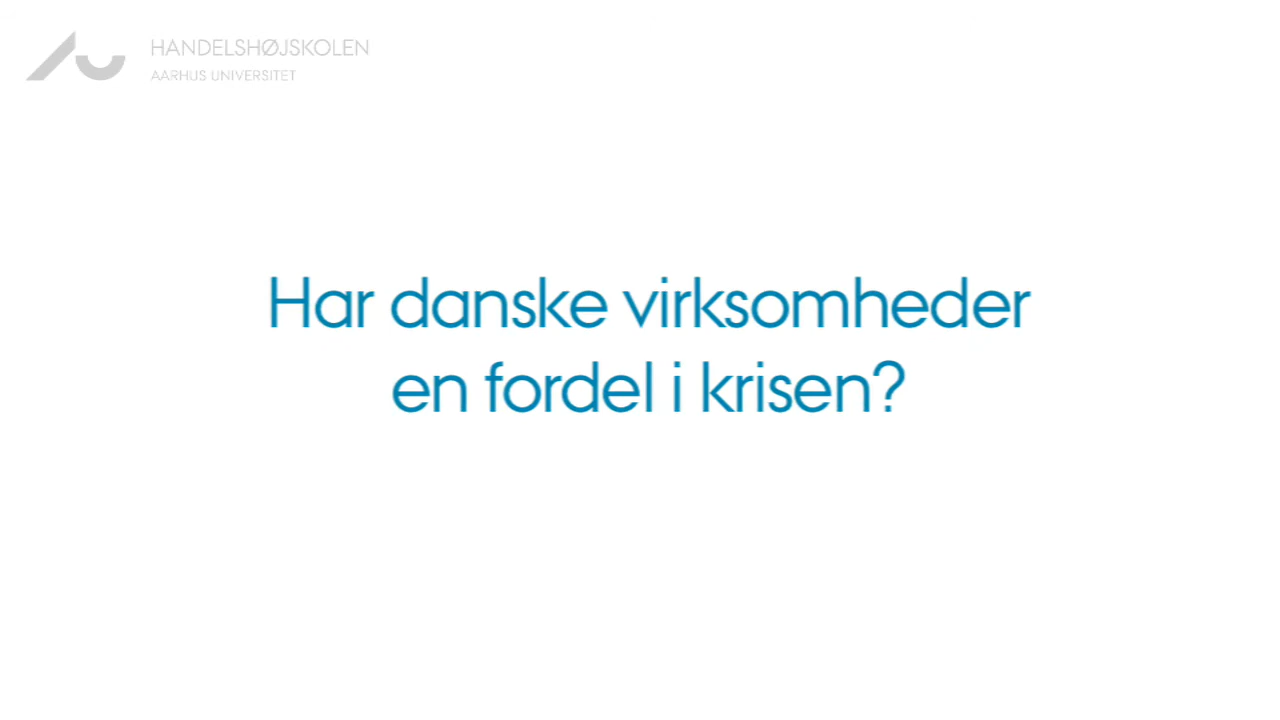 HANDELSHØJSKOLEN
AARHUS UNIVERSITET
Har danske virksomheder
en fordel i krisen?